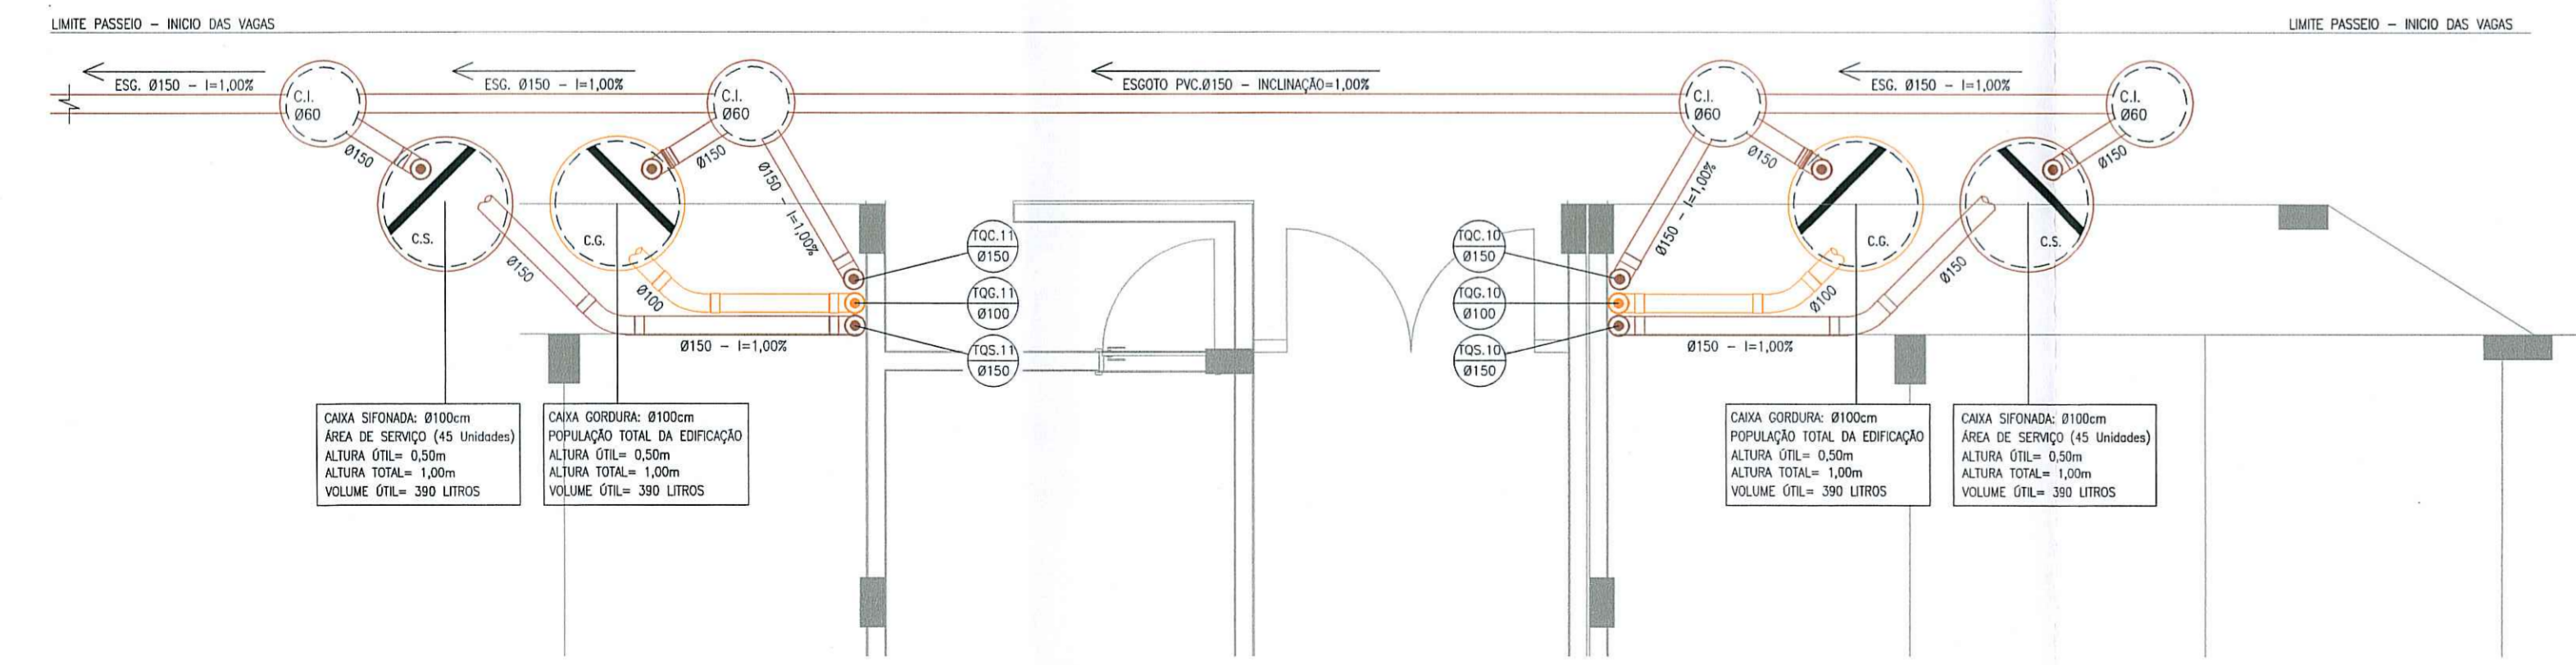 LIMITE PASSEIO – INICIO DAS VAGAS
LIMITE PASSEIO – INICIO DAS VAGAS
ESG. Ø150 – I=1,00%
ESG. Ø150 – I=1,00%
ESGOTO PVC.Ø150 – INCLINAÇÃO=1,00%
ESG. Ø150 – I=1,00%
C.I.
Ø60
C.I.
Ø60
C.I.
Ø60
C.I.
Ø60
Ø150
Ø150
Ø150 – I=1,00%
Ø150 – I=1,00%
Ø150
Ø150
C.S.
C.G.
C.G.
C.S.
Ø150
Ø100
Ø100
Ø150
TQC.11
Ø150
TQG.11
Ø100
TQS.11
Ø150
TQC.10
Ø150
TQG.10
Ø100
TQS.10
Ø150
Ø150 – I=1,00%
Ø150 – I=1,00%
CAIXA SIFONADA: Ø100cm
ÁREA DE SERVIÇO (45 Unidades)
ALTURA ÚTIL= 0,50m
ALTURA TOTAL= 1,00m
VOLUME ÚTIL= 390 LITROS
CAIXA GORDURA: Ø100cm
POPULAÇÃO TOTAL DA EDIFICAÇÃO
ALTURA ÚTIL= 0,50m
ALTURA TOTAL= 1,00m
VOLUME ÚTIL= 390 LITROS
CAIXA GORDURA: Ø100cm
POPULAÇÃO TOTAL DA EDIFICAÇÃO
ALTURA ÚTIL= 0,50m
ALTURA TOTAL= 1,00m
VOLUME ÚTIL= 390 LITROS
CAIXA SIFONADA: Ø100cm
ÁREA DE SERVIÇO (45 Unidades)
ALTURA ÚTIL= 0,50m
ALTURA TOTAL= 1,00m
VOLUME ÚTIL= 390 LITROS